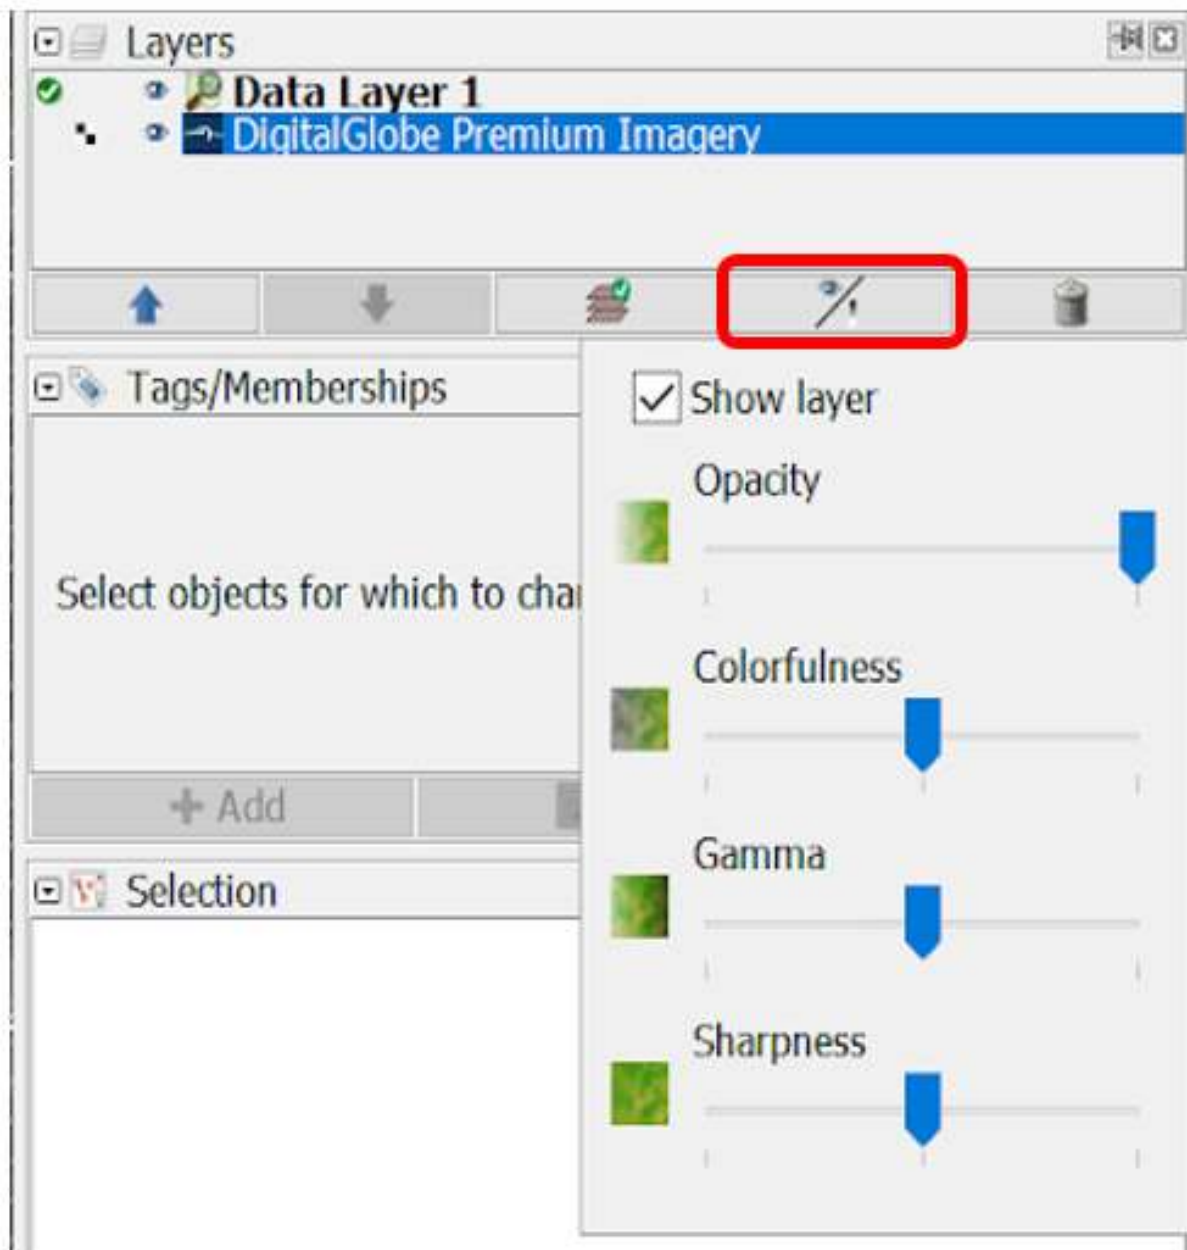 Layers
Data Layer 1
DigitalGlobe Premium Imagery
Tags/Memberships
Show layer
Opacity
Select objects for which to
Colorfulness
Add
Gamma
Selection
Sharpness